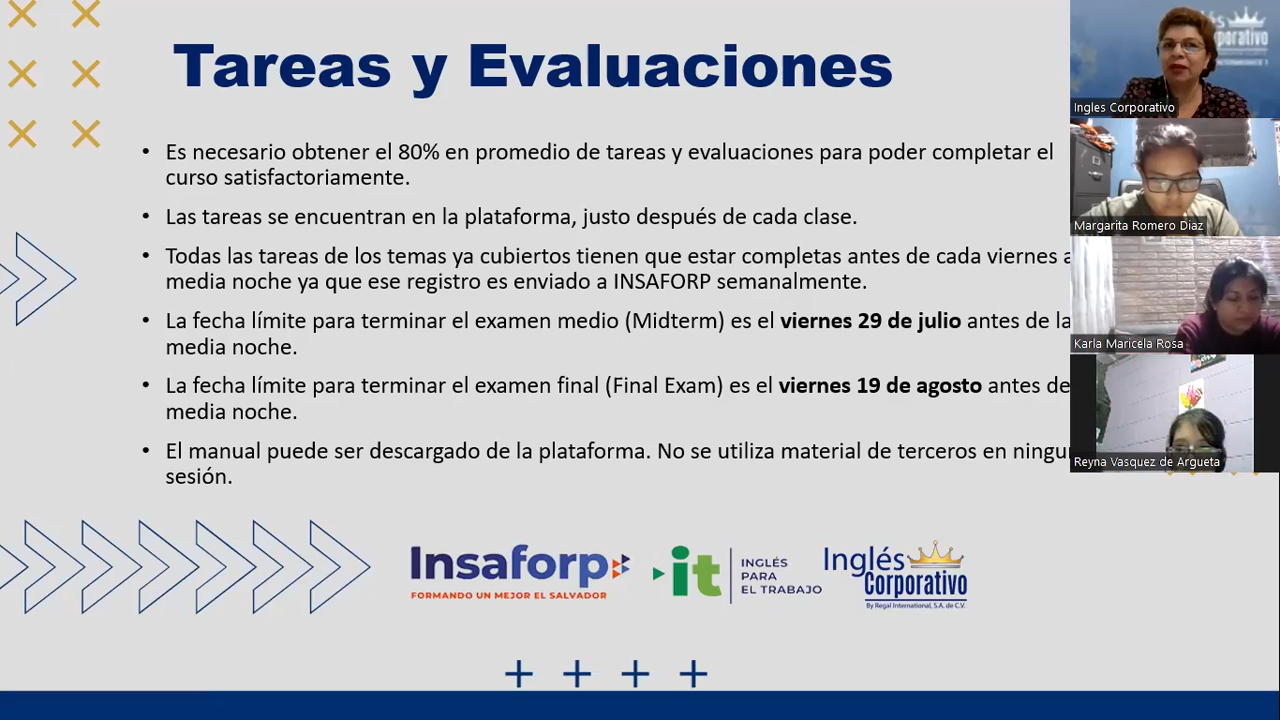 Tareas y Evaluaciones
• Es necesario obtener el 80% en promedio de tareas y evaluaciones para poder completar el
curso satisfactoriamente.
• Las tareas se encuentran en la plataforma, justo después de cada clase.
• Todas las tareas de los temas ya cubiertos tienen que estar completas antes de cada viernes a
media noche ya que ese registro es enviado a INSAFORP semanalmente.
• La fecha límite para terminar el examen medio (Midterm) es el viernes 29 de julio antes de la
media noche.
• La fecha límite para terminar el examen final (Final Exam) es el viernes 19 de agosto antes de
media noche.
• El manual puede ser descargado de la plataforma. No se utiliza material de terceros en
sesión.
Insaforp
FORMANDO UN MEJOR EL SALVADOR
it
INGLÉS
PARA
EL TRABAJO
Inglés
Corporativo
By Regal International, S.A. de C.V.
Ingles Corporativo
Margarita Romero Diaz
Karla Maricela Rosa
Reyna Vasquez de Argueta